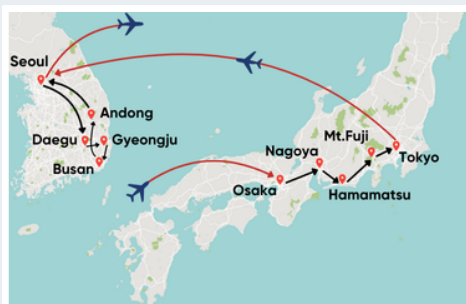 Seoul
Andong
Daegu
Gyeongju
Busan
Mt.Fuji
Nagoya
Tokyo
Osaka
Hamamatsu